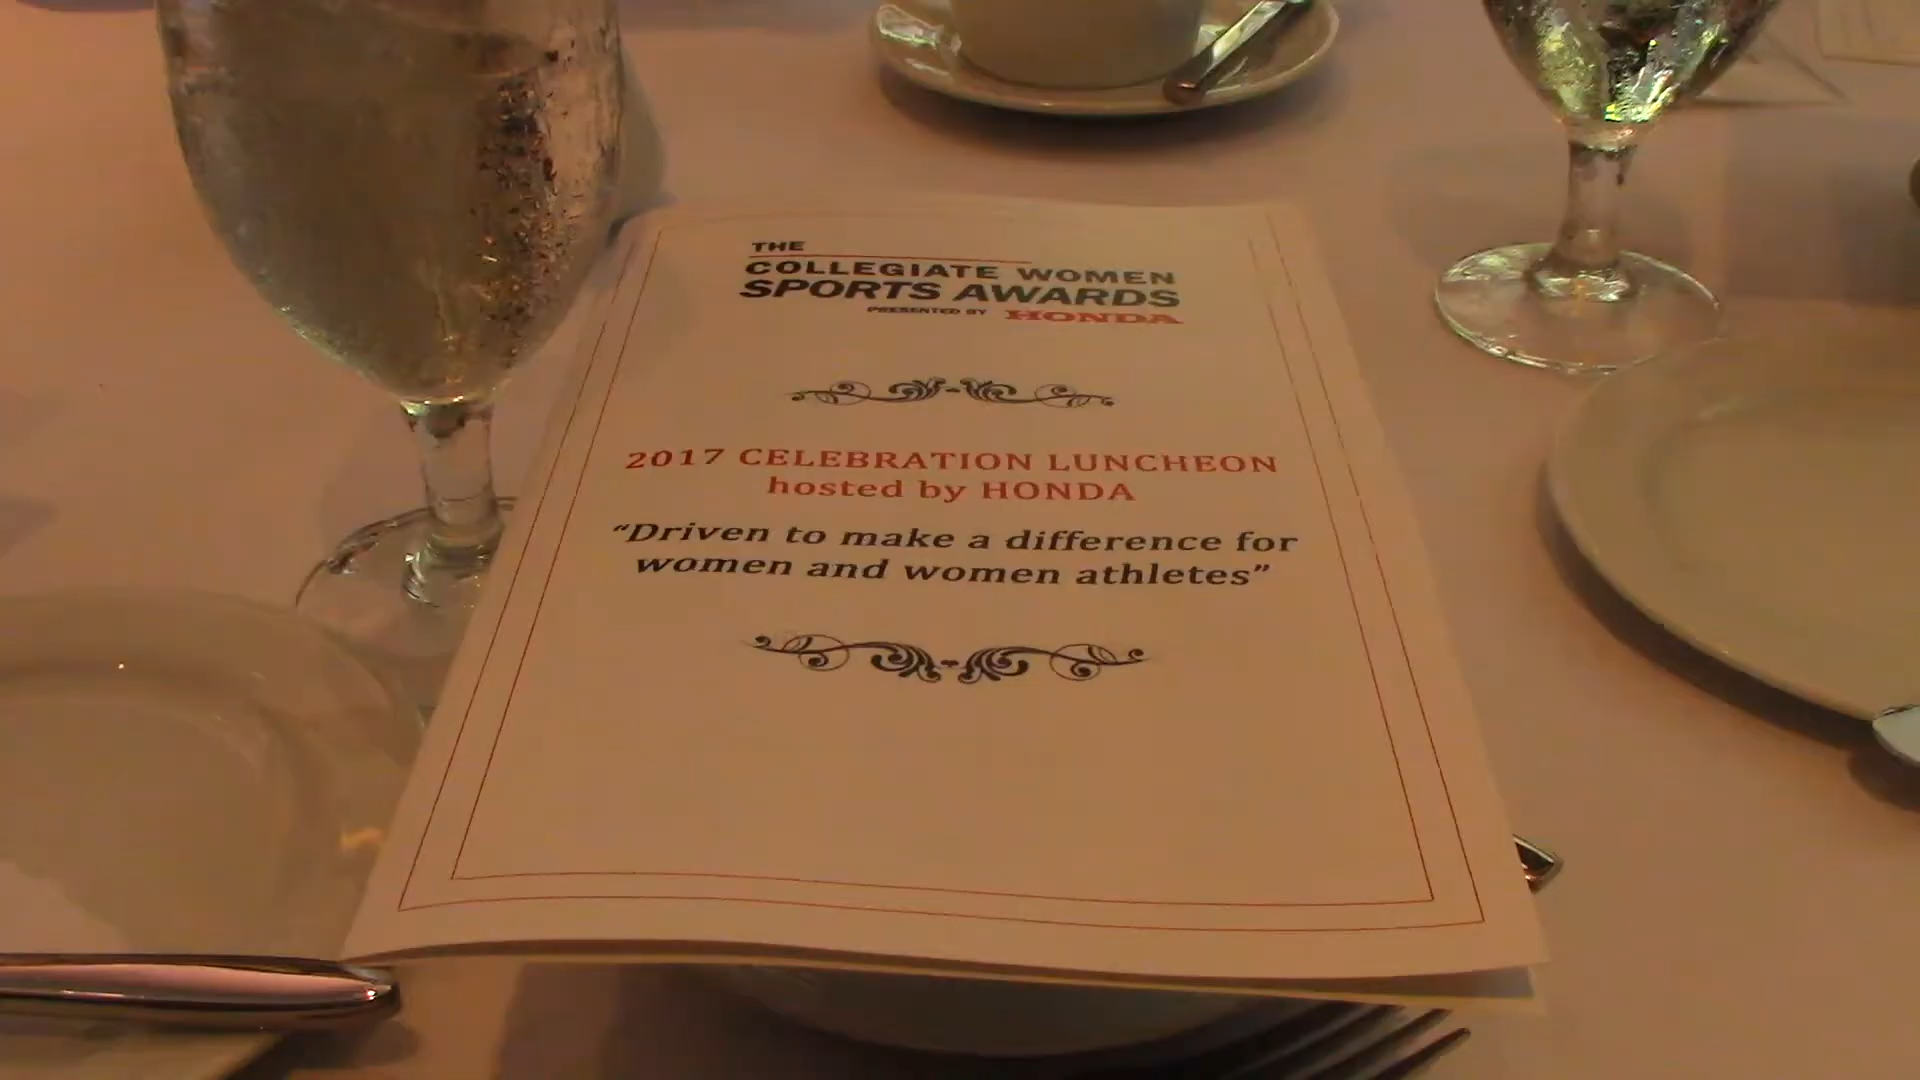 THE
COLLEGIATE WOMEN
SPORTS AWARDS
PRESENTED BY HONDA
2017 CELEBRATION LUNCHEON
hosted by HONDA
“Driven to make a difference for
women and women athletes”